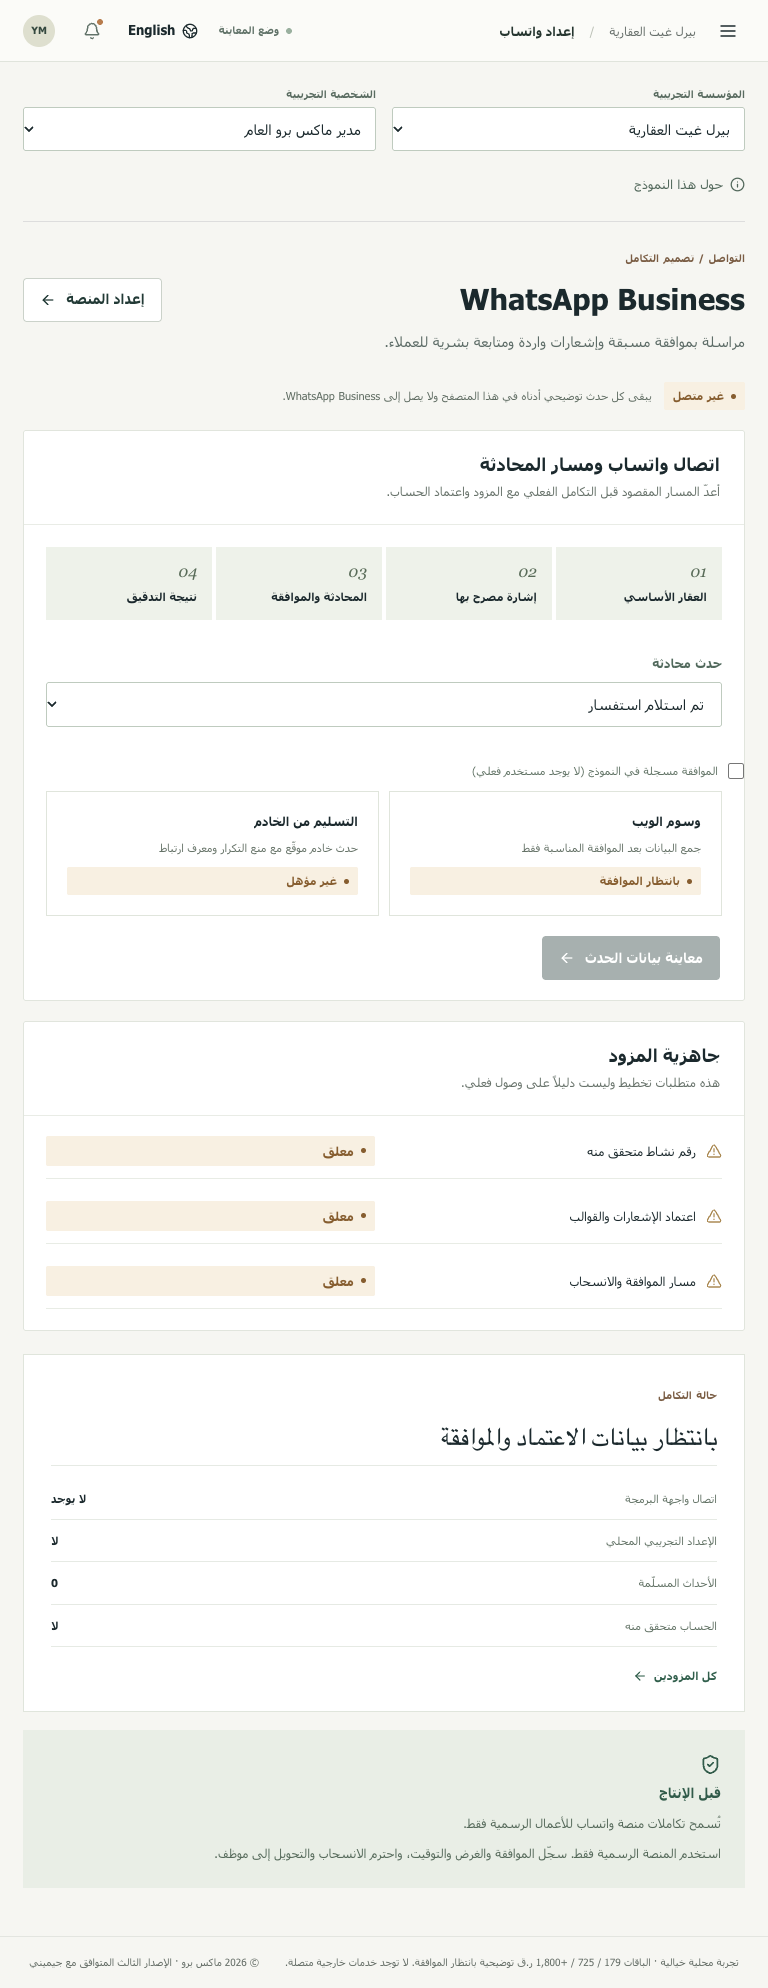 بيرل غيت العقارية / إعداد واتساب
وضع المعاينة
English
YM
المؤسسة التجريبية
بيرل غيت العقارية
الشخصية التجريبية
مدير ماكس برو العام
حول هذا النموذج
التواصل / تصميم التكامل
WhatsApp Business
إعداد المنصة
مراسلة بموافقة مسبقة وإشعارات واردة ومتابعة بشرية للعملاء.
غير متصل
يبقى كل حدث توضيحي أدناه في هذا المتصفح ولا يصل إلى WhatsApp Business.
اتصال واتساب ومسار المحادثة
أعدّ المسار المقصود قبل التكامل الفعلي مع المزود واعتماد الحساب.
01
العقار الأساسي
02
إشارة مصرح بها
03
المحادثة والموافقة
04
نتيجة التدقيق
حدث محادثة
تم استلام استفسار
الموافقة مسجلة في النموذج (لا يوجد مستخدم فعلي)
وسوم الويب
جمع البيانات بعد الموافقة المناسبة فقط
بانتظار الموافقة
التسليم من الخادم
حدث خادم موقّع مع منع التكرار ومعرف ارتباط
غير مؤهل
معاينة بيانات الحدث
جاهزية المزود
هذه متطلبات تخطيط وليست دليلاً على وصول فعلي.
رقم نشاط متحقق منه
معلق
اعتماد الإشعارات والقوالب
معلق
مسار الموافقة والانسحاب
معلق
حالة التكامل
بانتظار بيانات الاعتماد والموافقة
اتصال واجهة البرمجة
لا يوجد
الإعداد التجريبي المحلي
لا
الأحداث المسلّمة
0
الحساب متحقق منه
لا
كل المزودين
قبل الإنتاج
تُسمح تكاملات منصة واتساب للأعمال الرسمية فقط.
استخدم المنصة الرسمية فقط. سجّل الموافقة والغرض والتوقيت، واحترم الانسحاب والتحويل إلى موظف.
تجربة محلية خيالية · الباقات 179 / 725 / 1,800+ ر.ق توضيحية بانتظار الموافقة. لا توجد خدمات خارجية متصلة.
© 2026 ماكس برو · الإصدار الثالث المتوافق مع جيميني